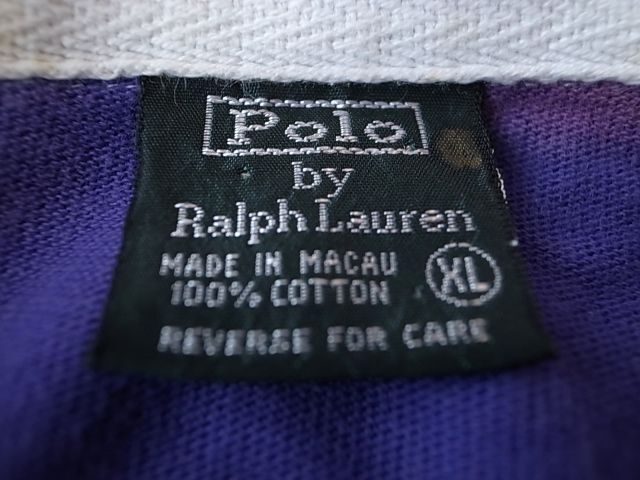 Polo
by
Ralph Lauren
MADE IN MACAU
100% COTTON
XL
REVERSE FOR CARE